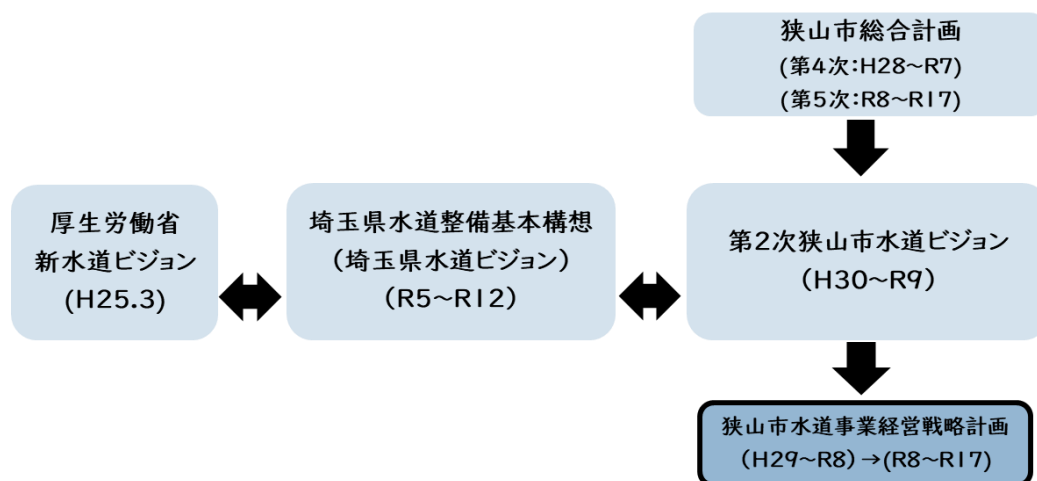 狭山市総合計画
(第4次:H28~R7)
(第5次:R8~R17)
厚生労働省
新水道ビジョン
(H25.3)
埼玉県水道整備基本構想
(埼玉県水道ビジョン)
(R5~R12)
第2次狭山市水道ビジョン
(H30~R9)
狭山市水道事業経営戦略計画
(H29~R8)→(R8~R17)